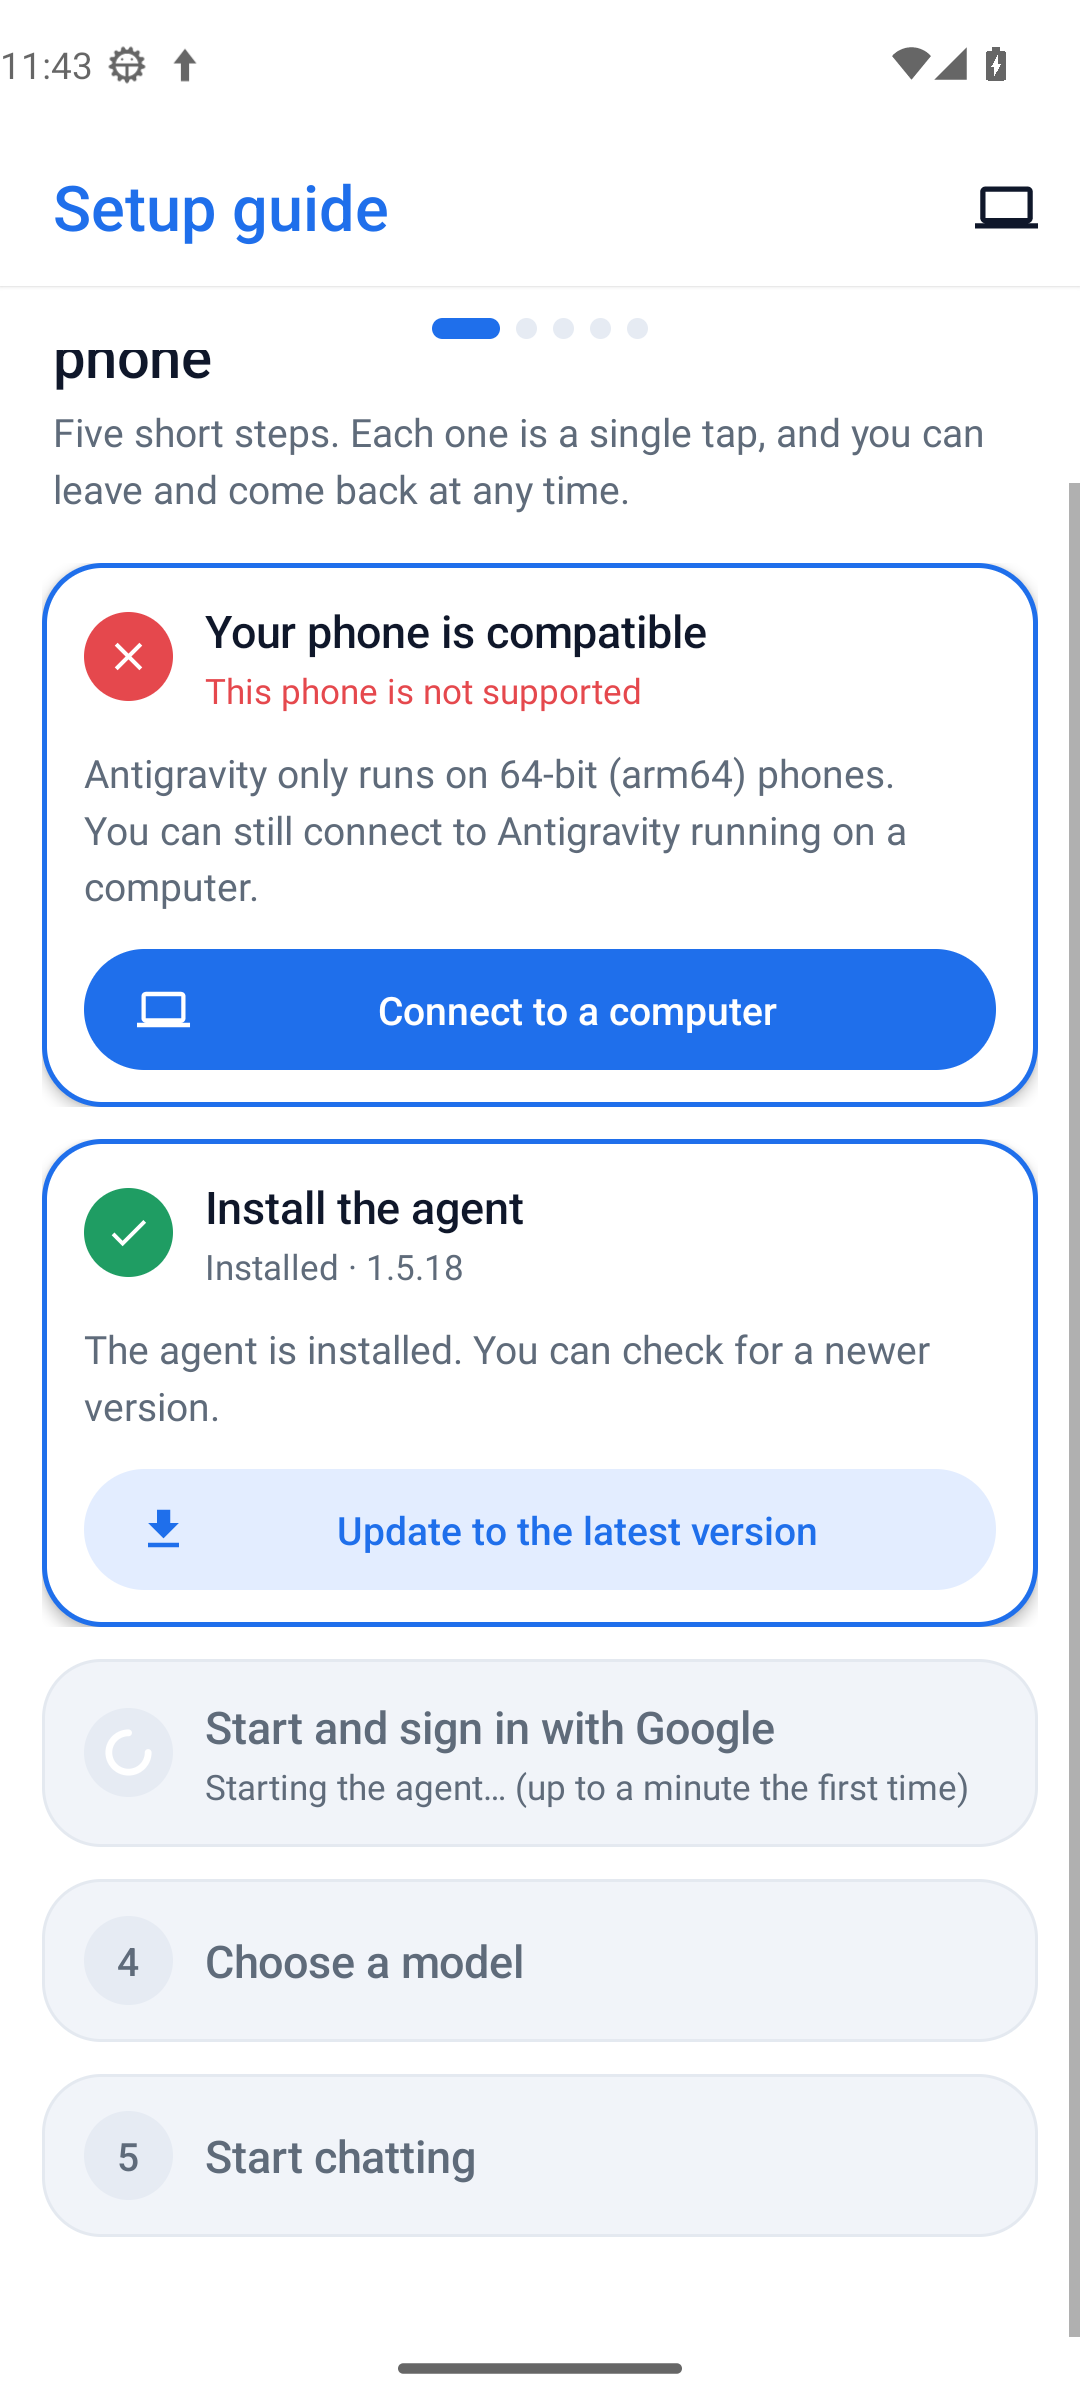 11:43
Setup guide
phone
Five short steps. Each one is a single tap, and you can
leave and come back at any time.
Your phone is compatible
This phone is not supported
Antigravity only runs on 64-bit (arm64) phones.
You can still connect to Antigravity running on a
computer.
Connect to a computer
Install the agent
Installed · 1.5.18
The agent is installed. You can check for a newer
version.
Update to the latest version
Start and sign in with Google
Starting the agent… (up to a minute the first time)
4
Choose a model
5
Start chatting